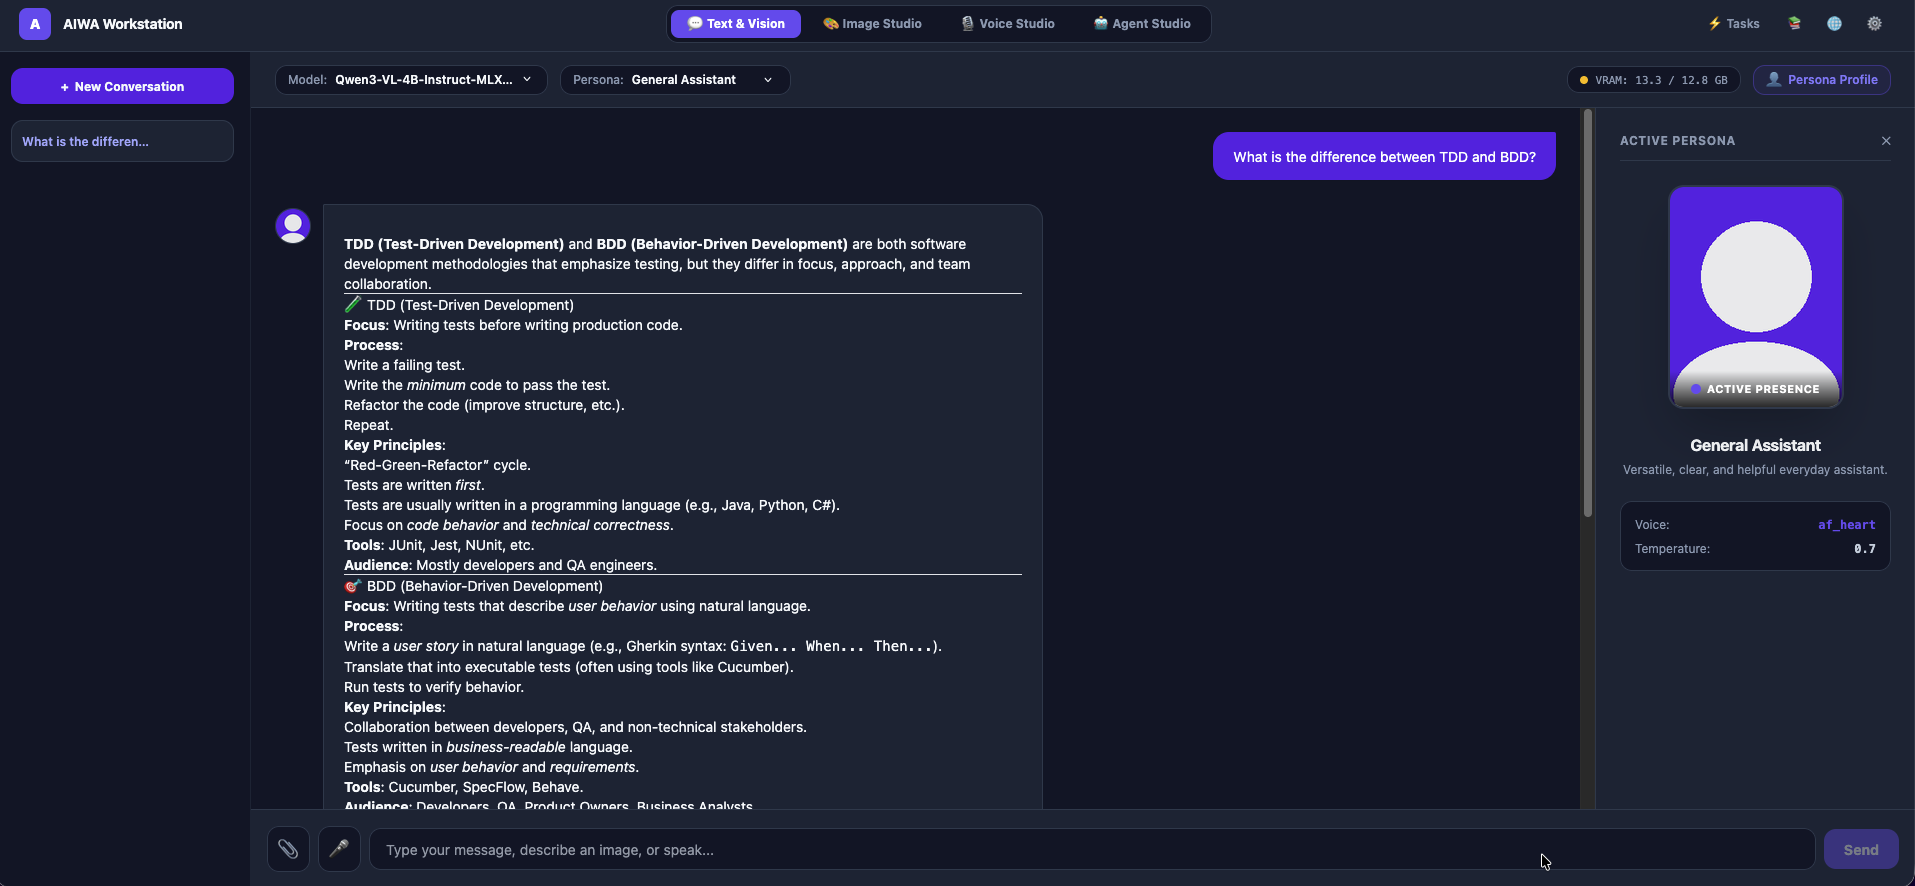 A AIWA Workstation
Text & Vision
Image Studio
Voice Studio
Agent Studio
Tasks
+ New Conversation
What is the differen...
Model: Qwen3-VL-4B-Instruct-MLX...
Persona: General Assistant
VRAM: 13.3 / 12.8 GB
Persona Profile
What is the difference between TDD and BDD?
TDD (Test-Driven Development) and BDD (Behavior-Driven Development) are both software
development methodologies that emphasize testing, but they differ in focus, approach, and team
collaboration.
TDD (Test-Driven Development)
Focus: Writing tests before writing production code.
Process:
Write a failing test.
Write the minimum code to pass the test.
Refactor the code (improve structure, etc.).
Repeat.
Key Principles:
“Red-Green-Refactor” cycle.
Tests are written first.
Tests are usually written in a programming language (e.g., Java, Python, C#).
Focus on code behavior and technical correctness.
Tools: JUnit, Jest, NUnit, etc.
Audience: Mostly developers and QA engineers.
BDD (Behavior-Driven Development)
Focus: Writing tests that describe user behavior using natural language.
Process:
Write a user story in natural language (e.g., Gherkin syntax: Given... When... Then...).
Translate that into executable tests (often using tools like Cucumber).
Run tests to verify behavior.
Key Principles:
Collaboration between developers, QA, and non-technical stakeholders.
Tests written in business-readable language.
Emphasis on user behavior and requirements.
Tools: Cucumber, SpecFlow, Behave.
Audience: Developers, QA, Product Owners, Business Analysts
ACTIVE PERSONA
ACTIVE PRESENCE
General Assistant
Versatile, clear, and helpful everyday assistant.
Voice: af_heart
Temperature: 0.7
Type your message, describe an image, or speak...
Send